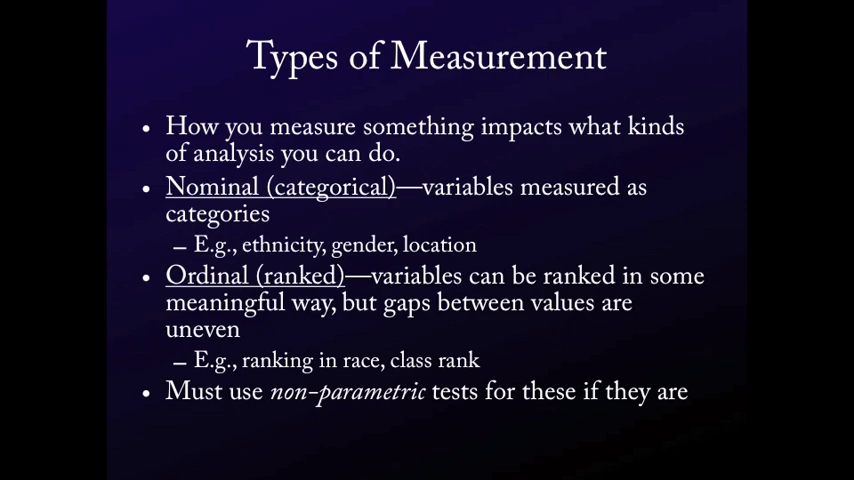 Types of Measurement
• How you measure something impacts what kinds
of analysis you can do.
• Nominal (categorical)—variables measured as
categories
– E.g., ethnicity, gender, location
• Ordinal (ranked)—variables can be ranked in some
meaningful way, but gaps between values are
uneven
– E.g., ranking in race, class rank
• Must use non-parametric tests for these if they are